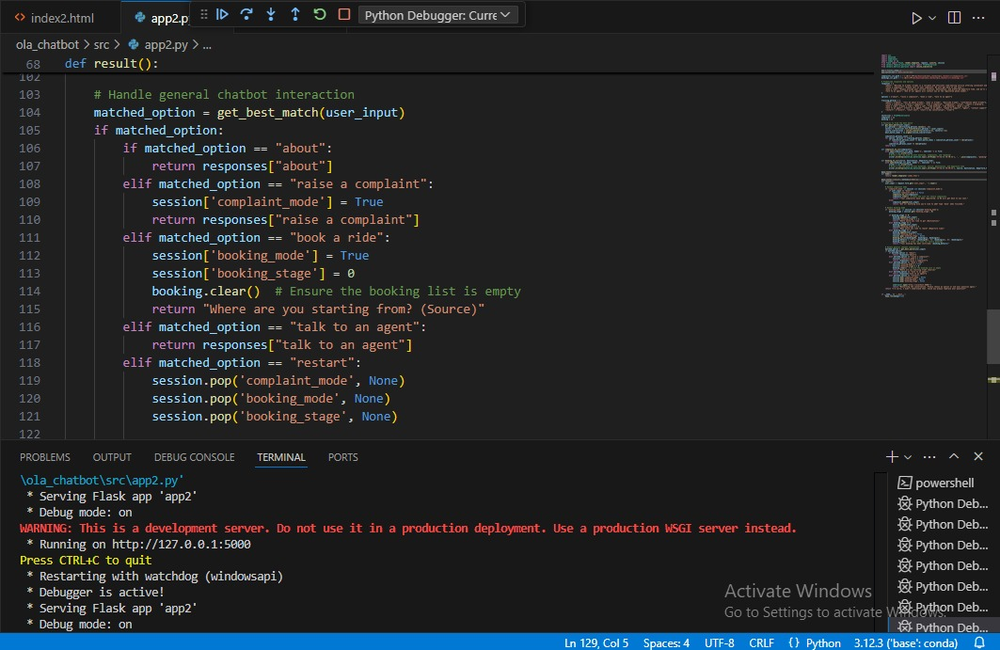 index2.html
app2.p
Python Debugger: Curre
ola_chatbot > src > app2.py > ...
68 def result():
102
103 # Handle general chatbot interaction
104 matched_option = get_best_match(user_input)
105 if matched_option:
106 if matched_option == "about":
107 return responses["about"]
108 elif matched_option == "raise a complaint":
109 session['complaint_mode'] = True
110 return responses["raise a complaint"]
111 elif matched_option == "book a ride":
112 session['booking_mode'] = True
113 session['booking_stage'] = 0
114 booking.clear()  # Ensure the booking list is empty
115 return "Where are you starting from? (Source)"
116 elif matched_option == "talk to an agent":
117 return responses["talk to an agent"]
118 elif matched_option == "restart":
119 session.pop('complaint_mode', None)
120 session.pop('booking_mode', None)
121 session.pop('booking_stage', None)
122
PROBLEMS OUTPUT DEBUG CONSOLE TERMINAL PORTS
\ola_chatbot\src\app2.py'
* Serving Flask app 'app2'
* Debug mode: on
WARNING: This is a development server. Do not use it in a production deployment. Use a production WSGI server instead.
* Running on http://127.0.0.1:5000
Press CTRL+C to quit
* Restarting with watchdog (windowsapi)
* Debugger is active!
* Serving Flask app 'app2'
* Debug mode: on
powershell
Python Deb...
Python Deb...
Python Deb...
Python Deb...
Python Deb...
Python Deb...
Python Deb...
Activate Windows
Go to Settings to activate Windows.
Ln 129, Col 5 Spaces: 4 UTF-8 CRLF {} Python 3.12.3 ('base': conda)